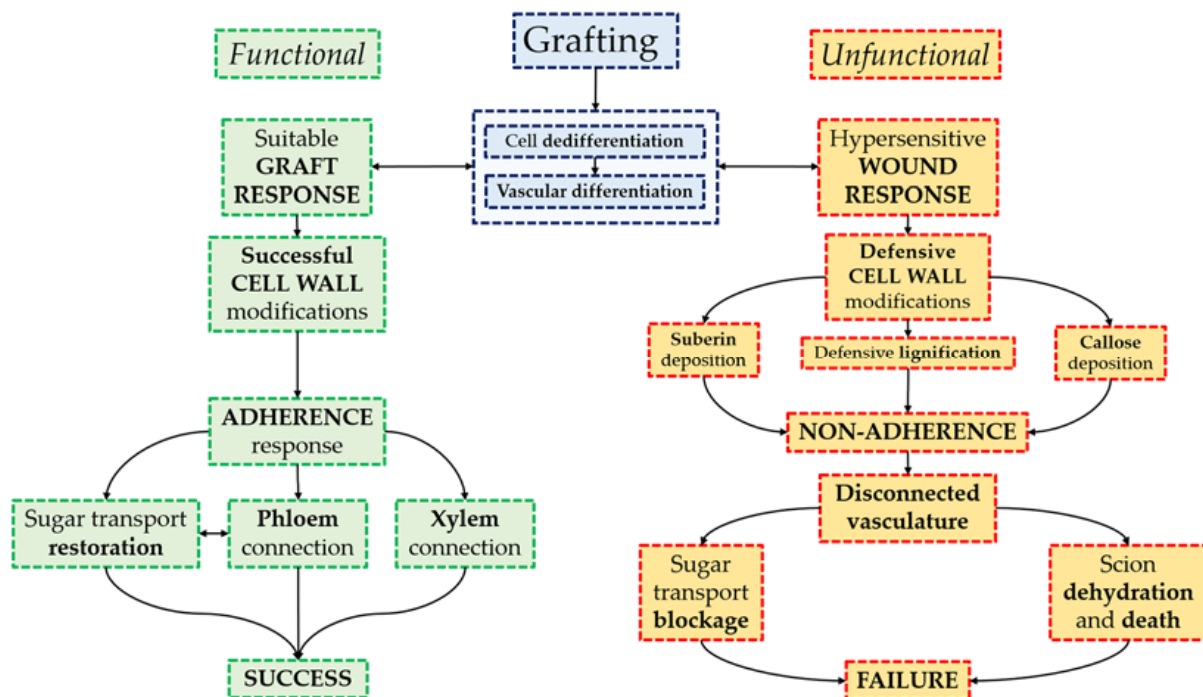 Functional
Grafting
Unfunctional
Cell dedifferentiation
Vascular differentiation
Suitable
GRAFT
RESPONSE
Successful
CELL WALL
modifications
ADHERENCE
response
Sugar transport
restoration
Phloem
connection
Xylem
connection
SUCCESS
Hypersensitive
WOUND
RESPONSE
Defensive
CELL WALL
modifications
Suberin
deposition
Defensive lignification
Callose
deposition
NON-ADHERENCE
Disconnected
vasculature
Sugar
transport
blockage
Scion
dehydration
and death
FAILURE